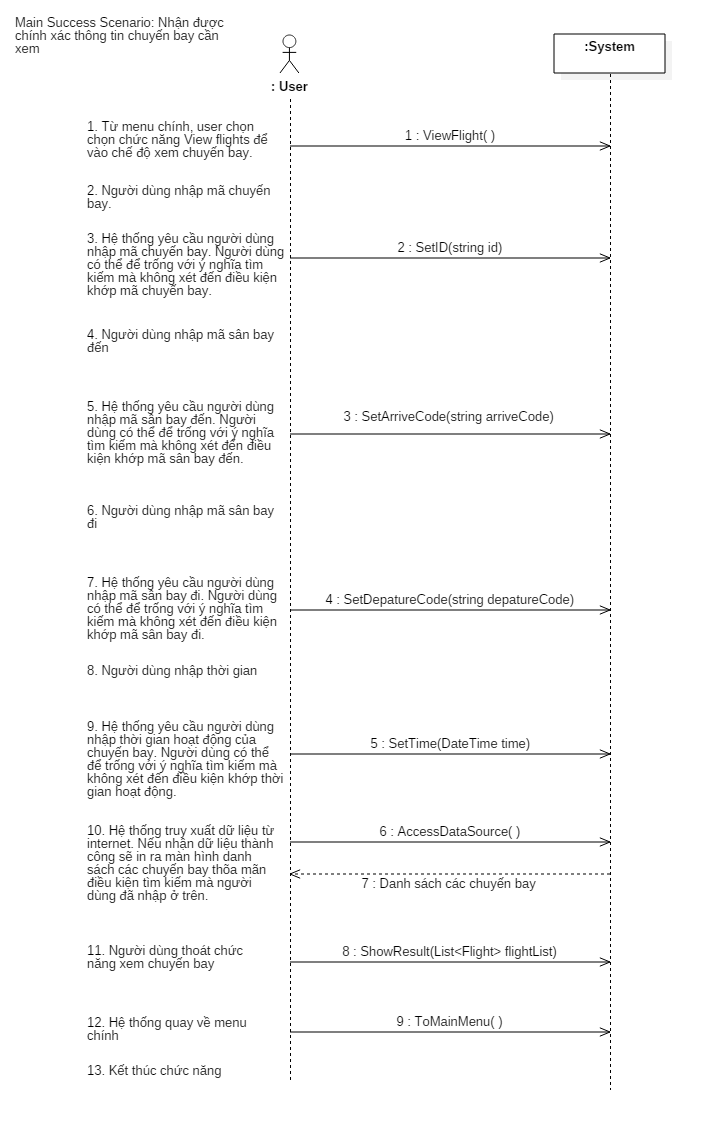 Main Success Scenario: Nhận được
chính xác thông tin chuyến bay cần
xem
: User
:System
1. Từ menu chính, user chọn
chọn chức năng View flights để
vào chế độ xem chuyến bay.
1 : ViewFlight( )
2. Người dùng nhập mã chuyến
bay.
3. Hệ thống yêu cầu người dùng
nhập mã chuyến bay. Người dùng
có thể để trống với ý nghĩa tìm
kiếm mà không xét đến điều kiện
khớp mã chuyến bay.
2 : SetID(string id)
4. Người dùng nhập mã sân bay
đến
5. Hệ thống yêu cầu người dùng
nhập mã sân bay đến. Người
dùng có thể để trống với ý nghĩa
tìm kiếm mà không xét đến điều
kiện khớp mã sân bay đến.
3 : SetArriveCode(string arriveCode)
6. Người dùng nhập mã sân bay
đi
7. Hệ thống yêu cầu người dùng
nhập mã sân bay đi. Người dùng
có thể để trống với ý nghĩa tìm
kiếm mà không xét đến điều kiện
khớp mã sân bay đi.
4 : SetDepatureCode(string depatureCode)
8. Người dùng nhập thời gian
9. Hệ thống yêu cầu người dùng
nhập thời gian hoạt động của
chuyến bay. Người dùng có thể
để trống với ý nghĩa tìm kiếm mà
không xét đến điều kiện khớp thời
gian hoạt động.
5 : SetTime(DateTime time)
10. Hệ thống truy xuất dữ liệu từ
internet. Nếu nhận dữ liệu thành
công sẽ in ra màn hình danh
sách các chuyến bay thõa mãn
điều kiện tìm kiếm mà người
dùng đã nhập ở trên.
6 : AccessDataSource( )
7 : Danh sách các chuyến bay
11. Người dùng thoát chức
năng xem chuyến bay
8 : ShowResult(List<Flight> flightList)
12. Hệ thống quay về menu
chính
9 : ToMainMenu( )
13. Kết thúc chức năng